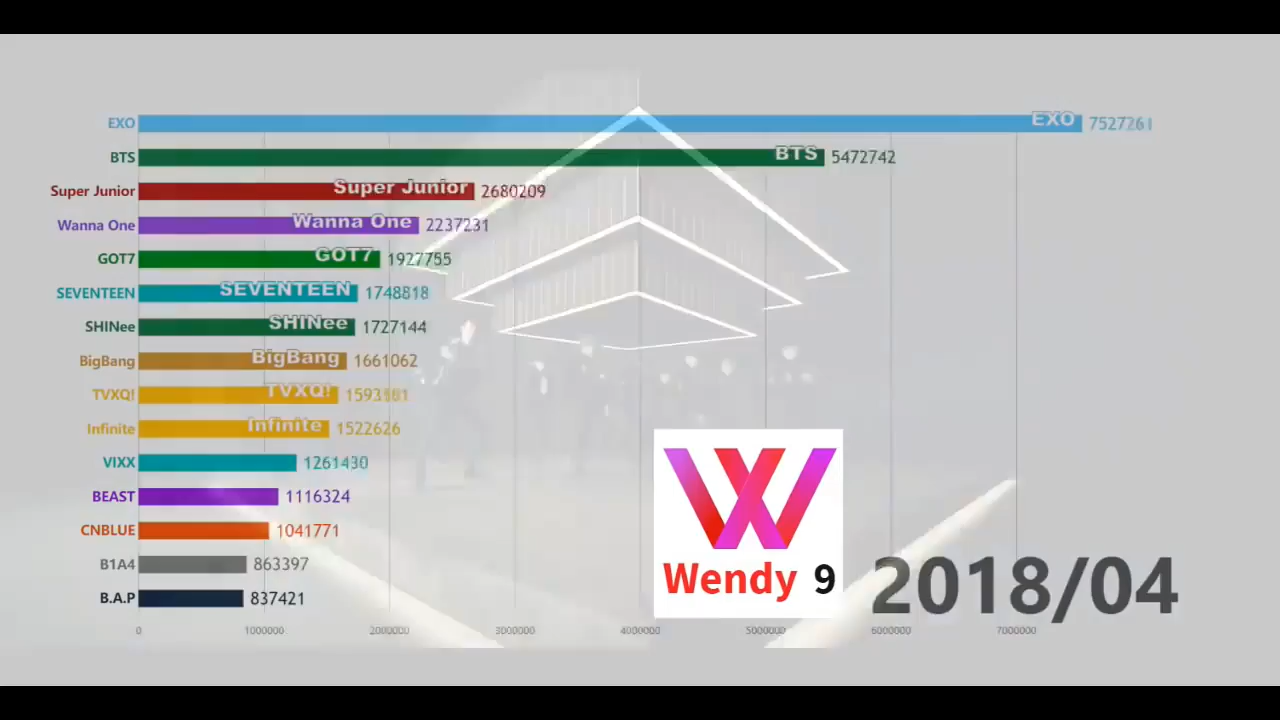 EXO EXO 7527261
BTS BTS 5472742
Super Junior Super Junior 2680209
Wanna One Wanna One 2237231
GOT7 GOT7 1927755
SEVENTEEN SEVENTEEN 1748818
SHINee SHINee 1727144
BigBang BigBang 1661062
TVXQ! TVXQ!
Infinite Infinite 1522626
VIXX 1261430
BEAST 1116324
CNBLUE 1041771
B1A4 863397
B.A.P 837421
W
Wendy 9
2018/04
0 1000000 2000000 3000000 4000000 5000000 6000000 7000000